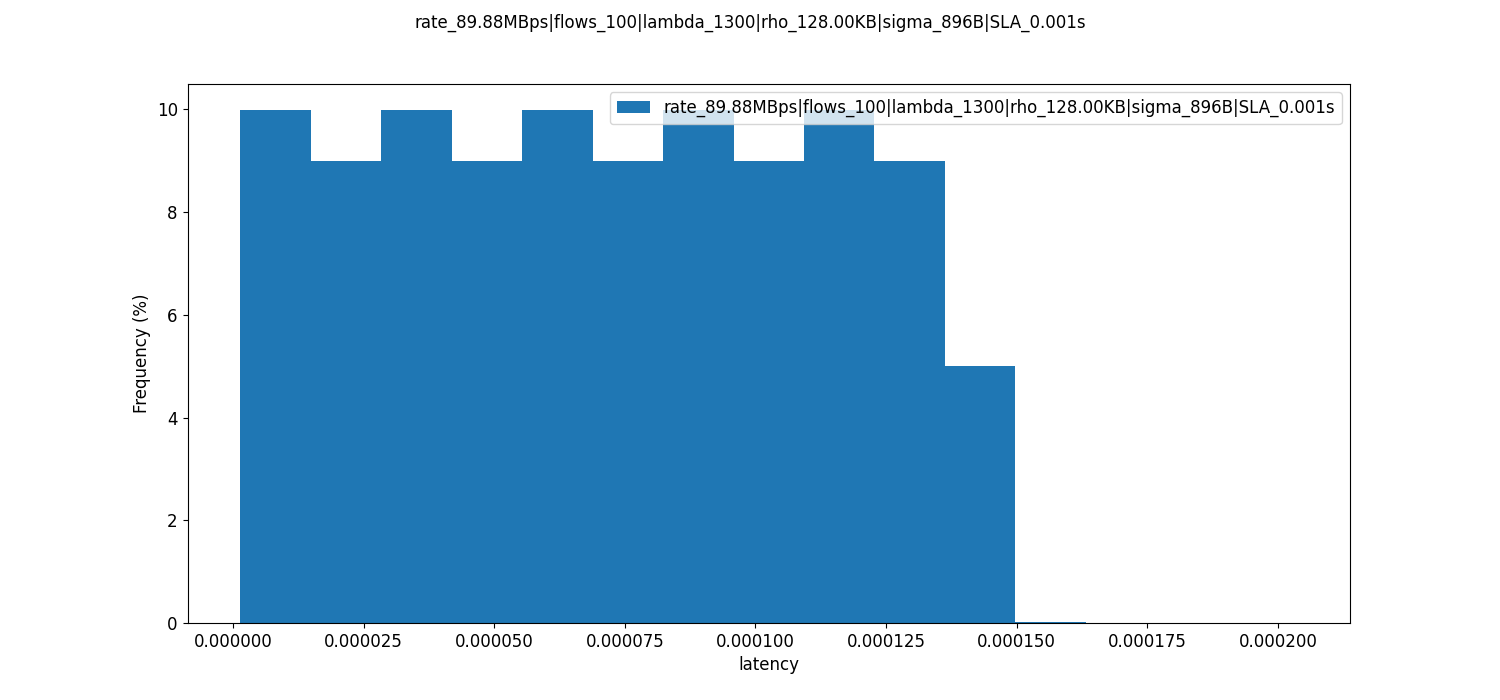 rate_89.88MBps|flows_100|lambda_1300|rho_128.00KB|sigma_896B|SLA_0.001s
rate_89.88MBps|flows_100|lambda_1300|rho_128.00KB|sigma_896B|SLA_0.001s
10
8
6
4
2
0
Frequency (%)
0.000000 0.000025 0.000050 0.000075 0.000100 0.000125 0.000150 0.000175 0.000200
latency